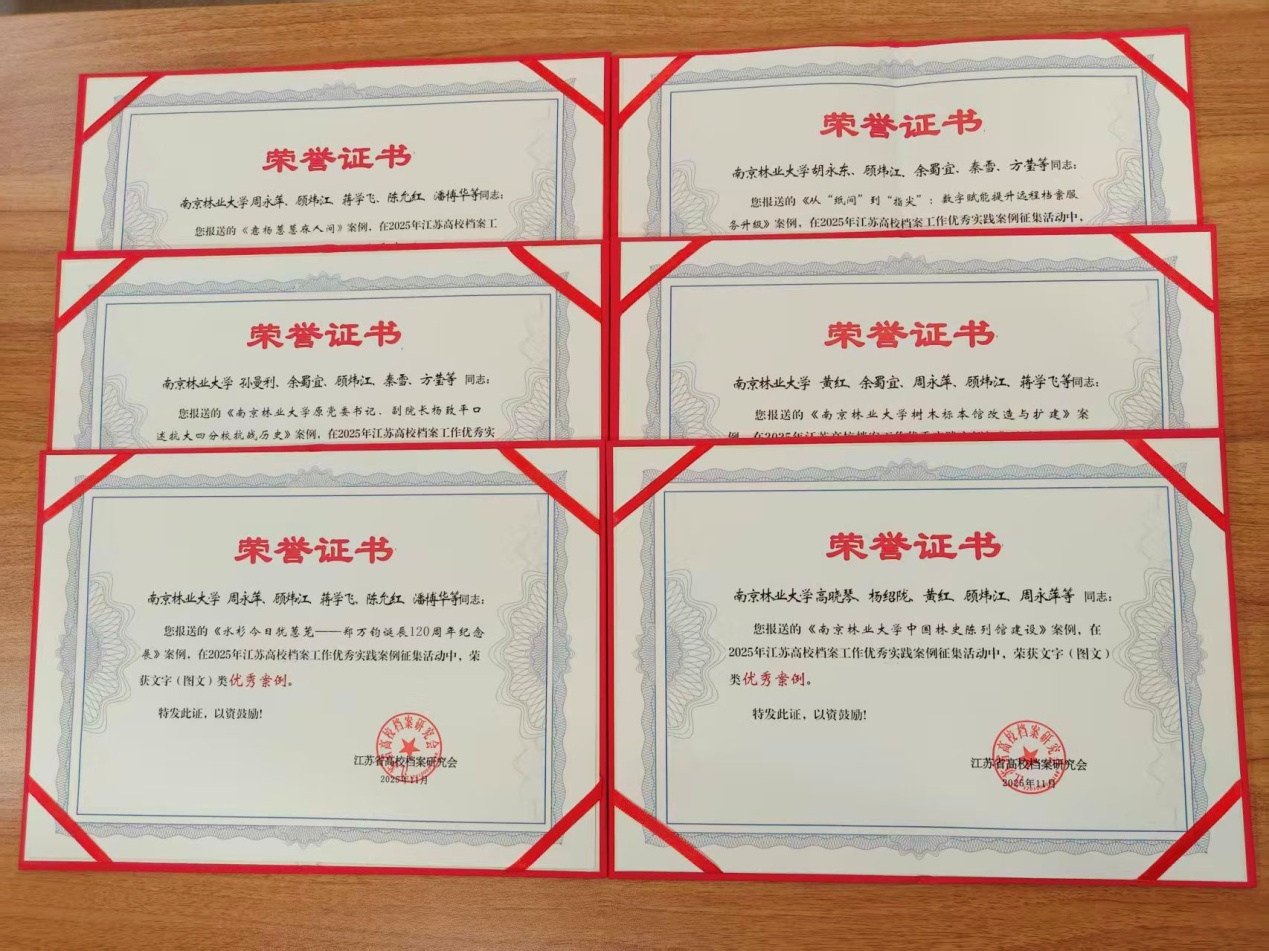 荣誉证书
南京林业大学周永萍、顾炜江、蒋学飞、陈允红、潘博华等同志：
您报送的《意杨葱葱在人间》案例，在2025年江苏高校档案工
荣誉证书
南京林业大学胡永东、顾炜江、余蜀宜、秦雪、方莹等同志：
您报送的《从“纸间”到“指尖”：数字赋能提升远程档案服
务升级》案例，在2025年江苏高校档案工作优秀实践案例征集活动中，
荣誉证书
南京林业大学 孙曼利、余蜀宜、顾炜江、秦雪、方莹等 同志：
您报送的《南京林业大学原党委书记、副院长杨致平口
述抗大四分校抗战历史》案例，在2025年江苏高校档案工作优秀实
荣誉证书
南京林业大学 黄红、余蜀宜、周永萍、顾炜江、蒋学飞等同志：
您报送的《南京林业大学树木标本馆改造与扩建》案
荣誉证书
南京林业大学 周永萍、顾炜江、蒋学飞、陈允红、潘博华等同志：
您报送的《水杉今日犹葱茏——郑万钧诞辰120周年纪念
展》案例，在2025年江苏高校档案工作优秀实践案例征集活动中，荣
获文字（图文）类优秀案例。
特发此证，以资鼓励！
江苏省高校档案研究会
2025年11月
荣誉证书
南京林业大学高晓琴、杨绍陇、黄红、顾炜江、周永萍等 同志：
您报送的《南京林业大学中国林史陈列馆建设》案例，在
2025年江苏高校档案工作优秀实践案例征集活动中，荣获文字（图文）
类优秀案例。
特发此证，以资鼓励！
江苏省高校档案研究会
2025年11月